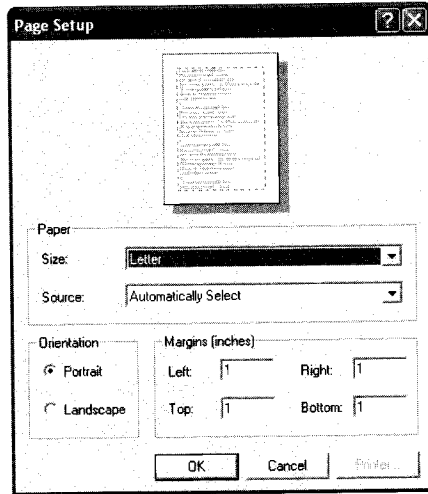 Page Setup
Paper
Size: Letter
Source: Automatically Select
Orientation
Portrait
Landscape
Margins (inches)
Left: 1 Right: 1
Top: 1 Bottom: 1
OK Cancel Printer...